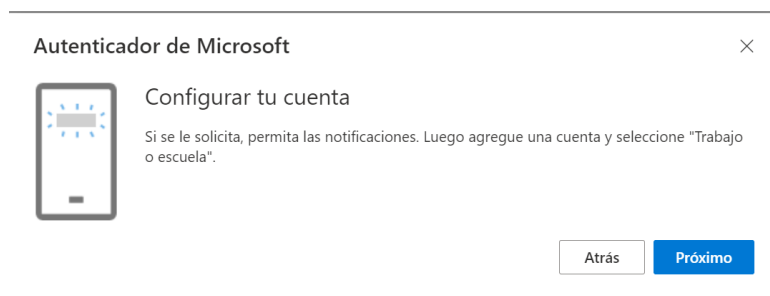 Autenticador de Microsoft
Configurar tu cuenta
Si se le solicita, permita las notificaciones. Luego agregue una cuenta y seleccione "Trabajo
o escuela".
Atrás
Próximo